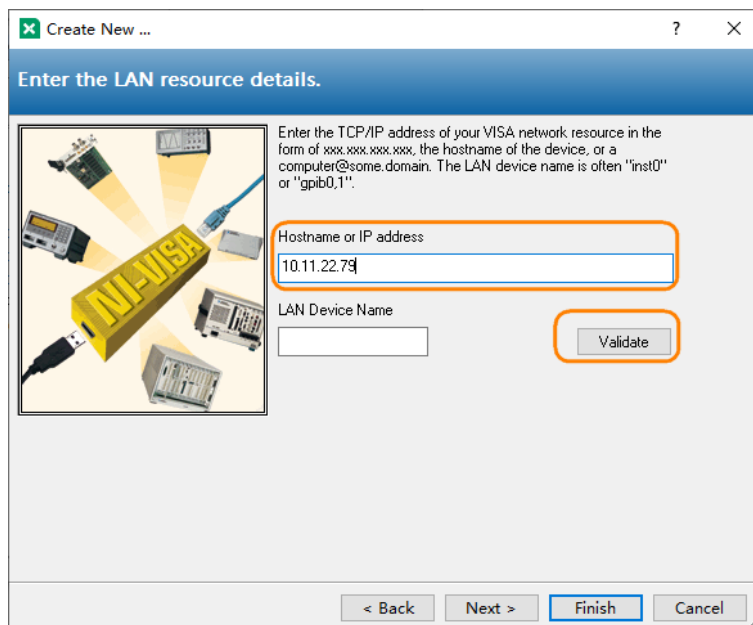 Create New ...
Enter the LAN resource details.
Enter the TCP/IP address of your VISA network resource in the
form of xxx.xxx.xxx.xxx, the hostname of the device, or a
computer@some.domain. The LAN device name is often "inst0"
or "gpib0,1".
Hostname or IP address
10.11.22.79
LAN Device Name
Validate
NI-VISA
< Back
Next >
Finish
Cancel